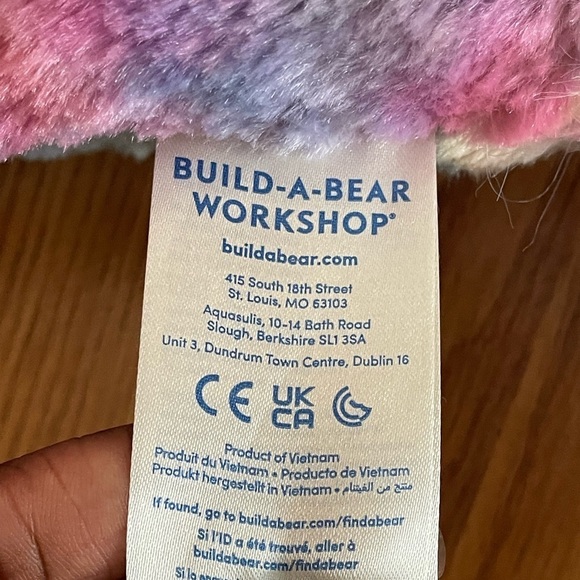 BUILD-A-BEAR
WORKSHOP®
buildabear.com
415 South 18th Street
St. Louis, MO 63103
Aquasulis, 10-14 Bath Road
Slough, Berkshire SL1 3SA
Unit 3, Dundrum Town Centre, Dublin 16
CE UK
CA
Product of Vietnam
Produit du Vietnam • Producto de Vietnam
Produkt hergestellt in Vietnam • منتج من الفيتنام
If found, go to buildabear.com/findabear
Si l'ID a été trouvé, aller à
buildabear.com/findabear
Si lo